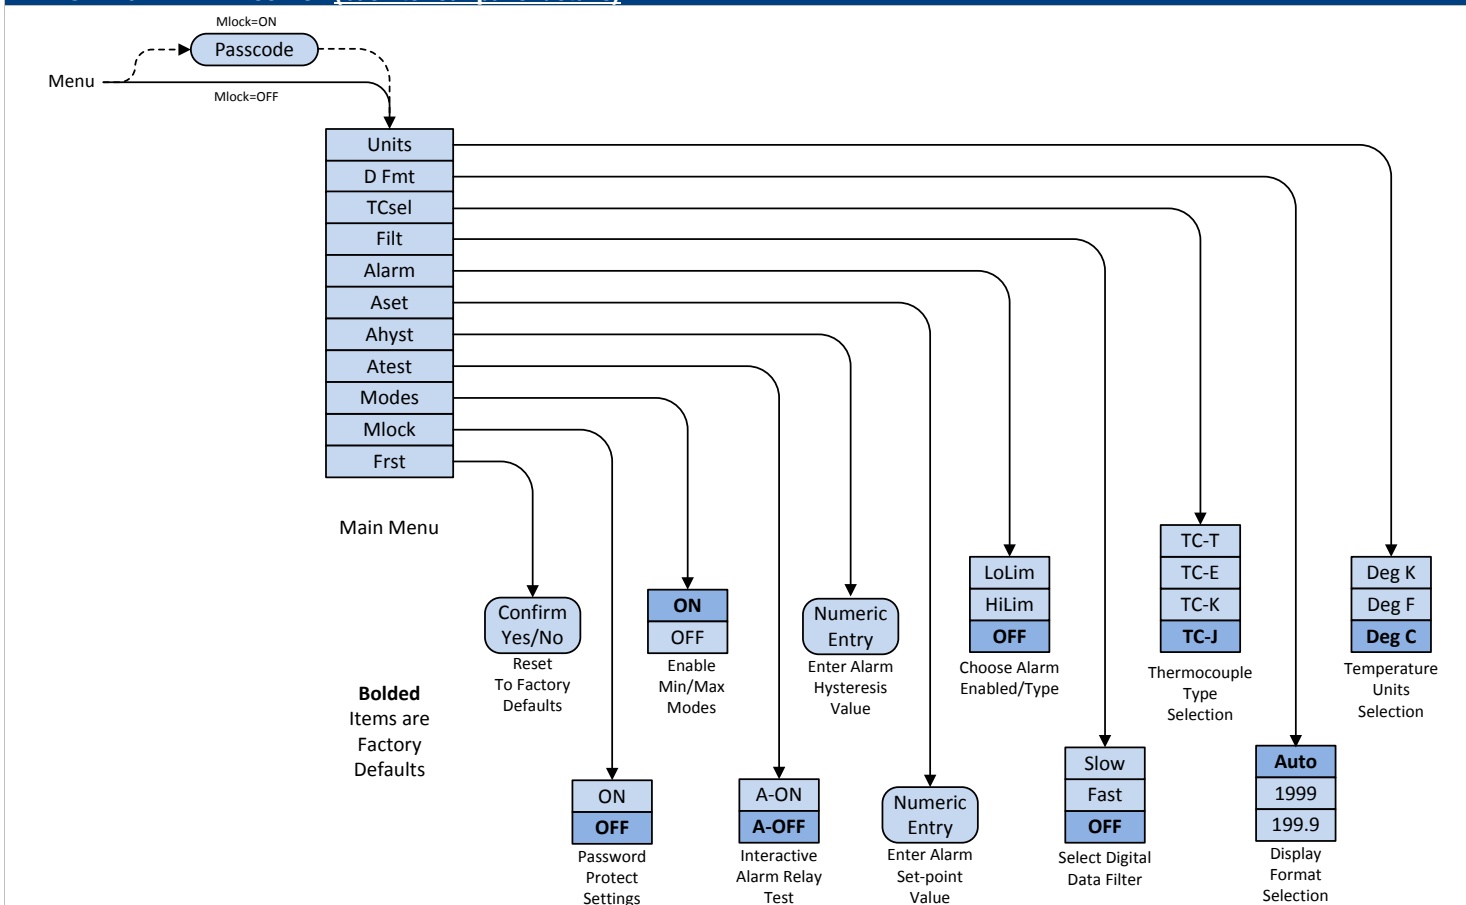 Mlock=ON
Passcode
Menu
Mlock=OFF
Units
D Fmt
TCsel
Filt
Alarm
Aset
Ahyst
Atest
Modes
Mlock
Frst
Main Menu
Bolded
Items are
Factory
Defaults
Confirm
Yes/No
Reset
To Factory
Defaults
ON
OFF
Password
Protect
Settings
ON
OFF
Enable
Min/Max
Modes
A-ON
A-OFF
Interactive
Alarm Relay
Test
Numeric
Entry
Enter Alarm
Hysteresis
Value
Numeric
Entry
Enter Alarm
Set-point
Value
LoLim
HiLim
OFF
Choose Alarm
Enabled/Type
Slow
Fast
OFF
Select Digital
Data Filter
TC-T
TC-E
TC-K
TC-J
Thermocouple
Type
Selection
Auto
1999
199.9
Display
Format
Selection
Deg K
Deg F
Deg C
Temperature
Units
Selection